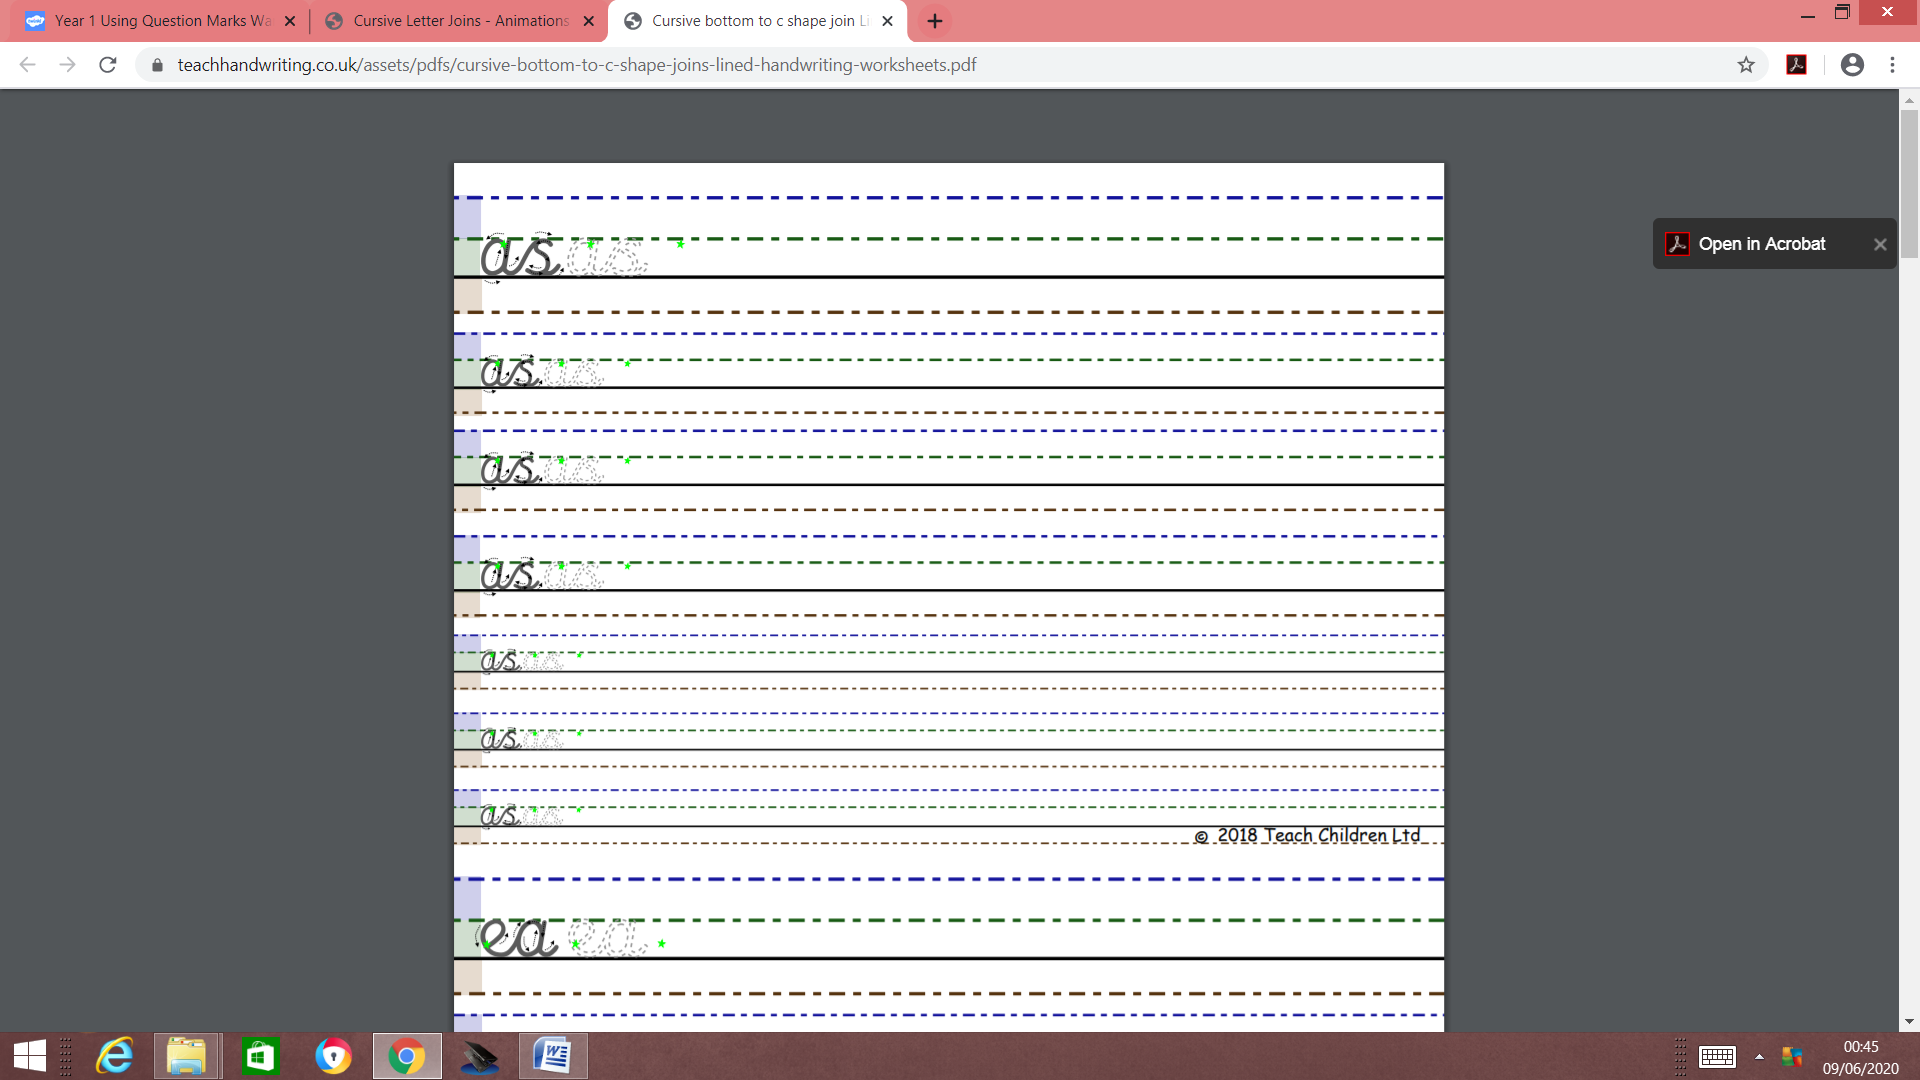 Year 1 Using Question Marks Wa
Cursive Letter Joins - Animations
Cursive bottom to c shape join Li
teachhandwriting.co.uk/assets/pdfs/cursive-bottom-to-c-shape-joins-lined-handwriting-worksheets.pdf
Open in Acrobat
as as
as as
as as
as as
as as
as as
as as
© 2018 Teach Children Ltd
ea ea
00:45
09/06/2020